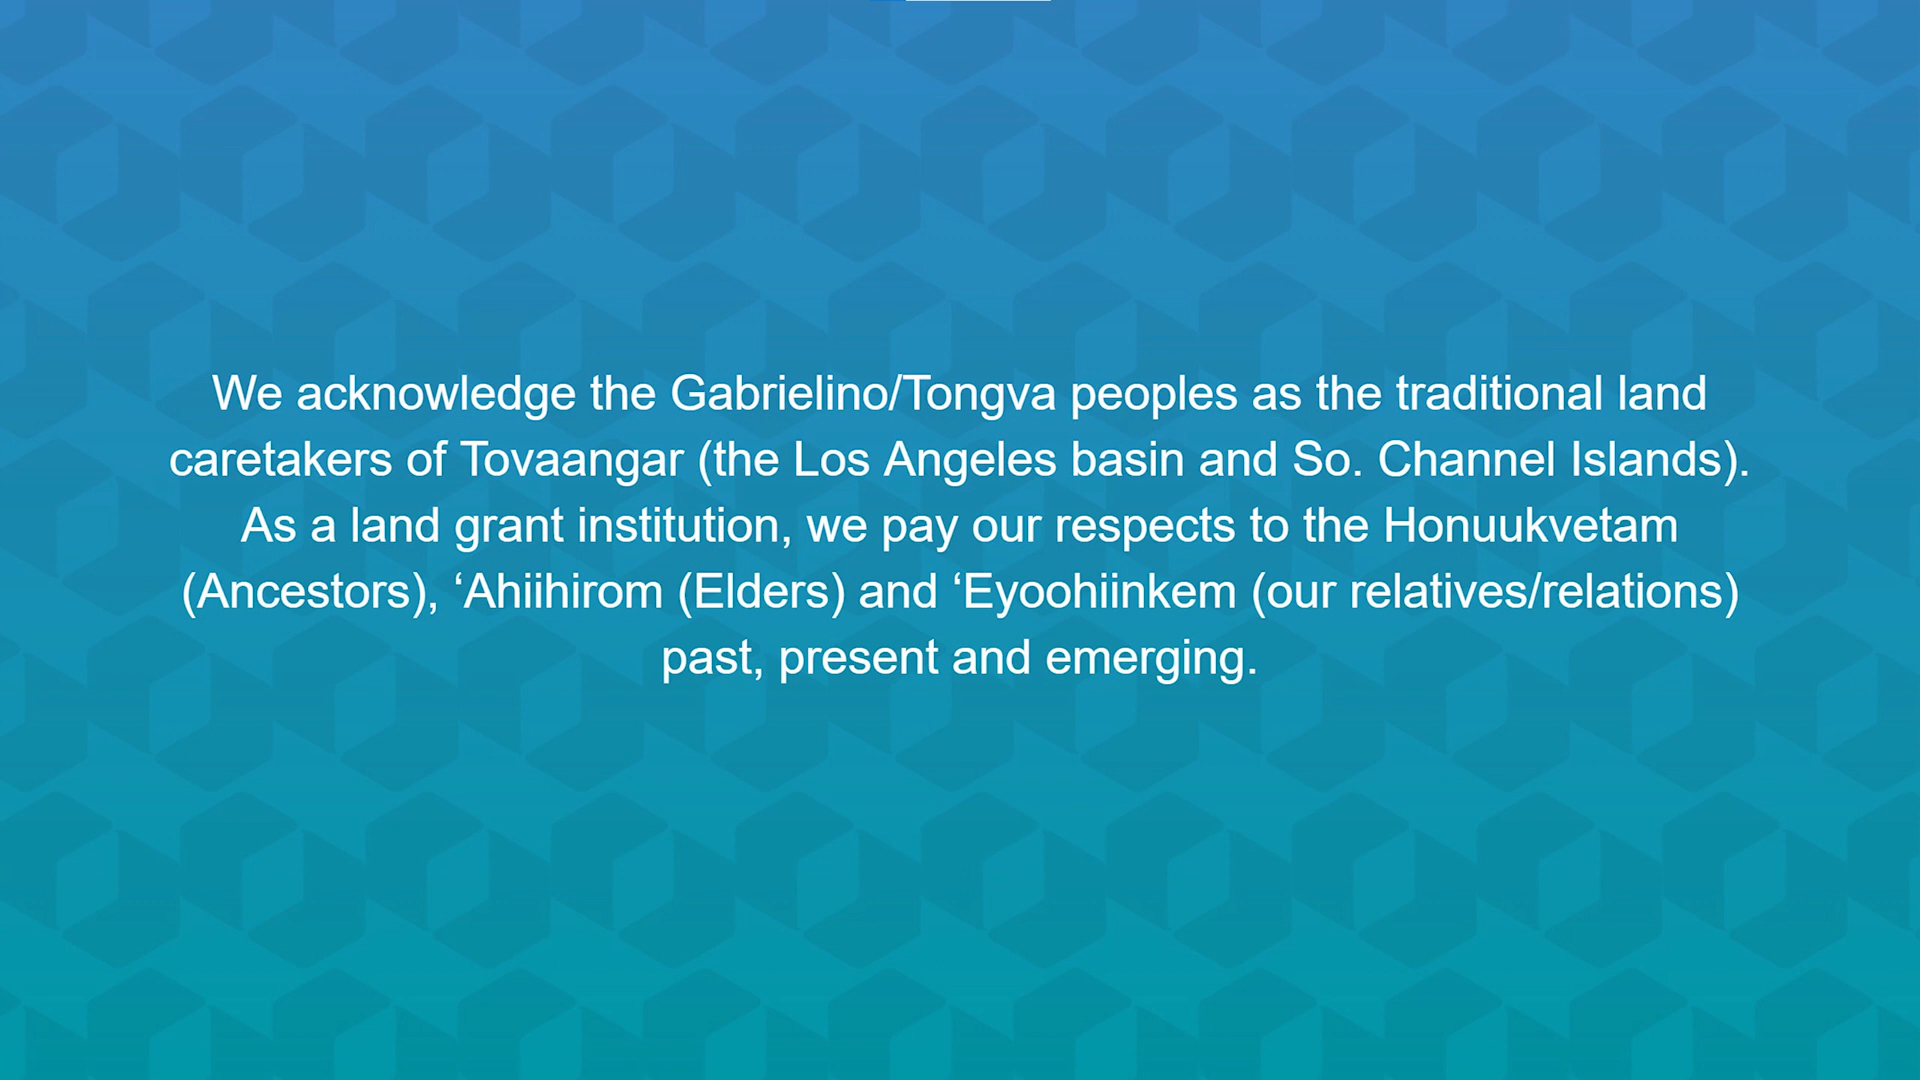 We acknowledge the Gabrielino/Tongva peoples as the traditional land
caretakers of Tovaangar (the Los Angeles basin and So. Channel Islands).
As a land grant institution, we pay our respects to the Honuukvetam
(Ancestors), ‘Ahiihirom (Elders) and ‘Eyoohiinkem (our relatives/relations)
past, present and emerging.